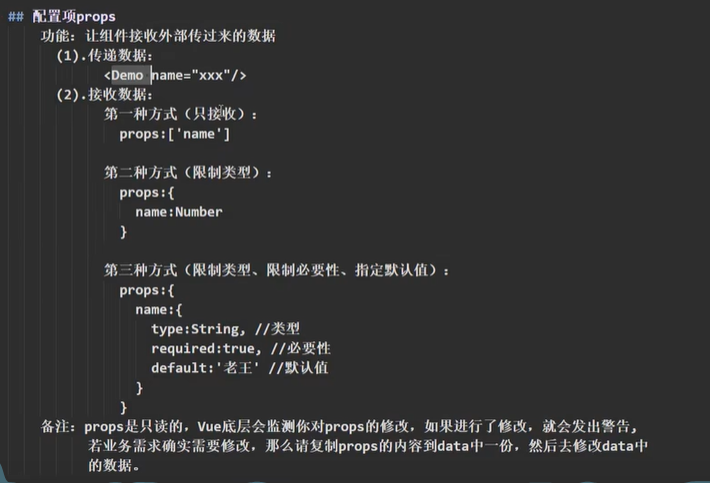 ## 配置项props
功能：让组件接收外部传过来的数据
(1).传递数据：
<Demo name="xxx"/>
(2).接收数据：
第一种方式（只接收）：
props:['name']
第二种方式（限制类型）：
props:{
name:Number
}
第三种方式（限制类型、限制必要性、指定默认值）：
props:{
name:{
type:String, //类型
required:true, //必要性
default:'老王' //默认值
}
}
备注：props是只读的，Vue底层会监测你对props的修改，如果进行了修改，就会发出警告，
若业务需求确实需要修改，那么请复制props的内容到data中一份，然后去修改data中
的数据。